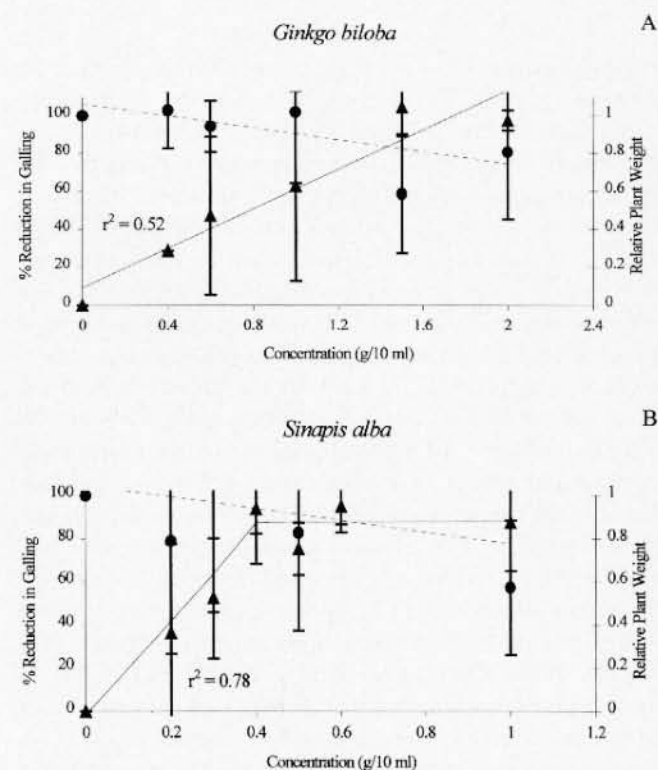 A
Ginkgo biloba
% Reduction in Galling
100
80
60
40
20
0
r² = 0.52
1
0.8
0.6
0.4
0.2
0
Relative Plant Weight
0 0.4 0.8 1.2 1.6 2.0 2.4
Concentration (g/10 ml)
B
Sinapis alba
% Reduction in Galling
100
80
60
40
20
0
r² = 0.78
1
0.8
0.6
0.4
0.2
0
Relative Plant Weight
0 0.2 0.4 0.6 0.8 1.0 1.2
Concentration (g/10 ml)